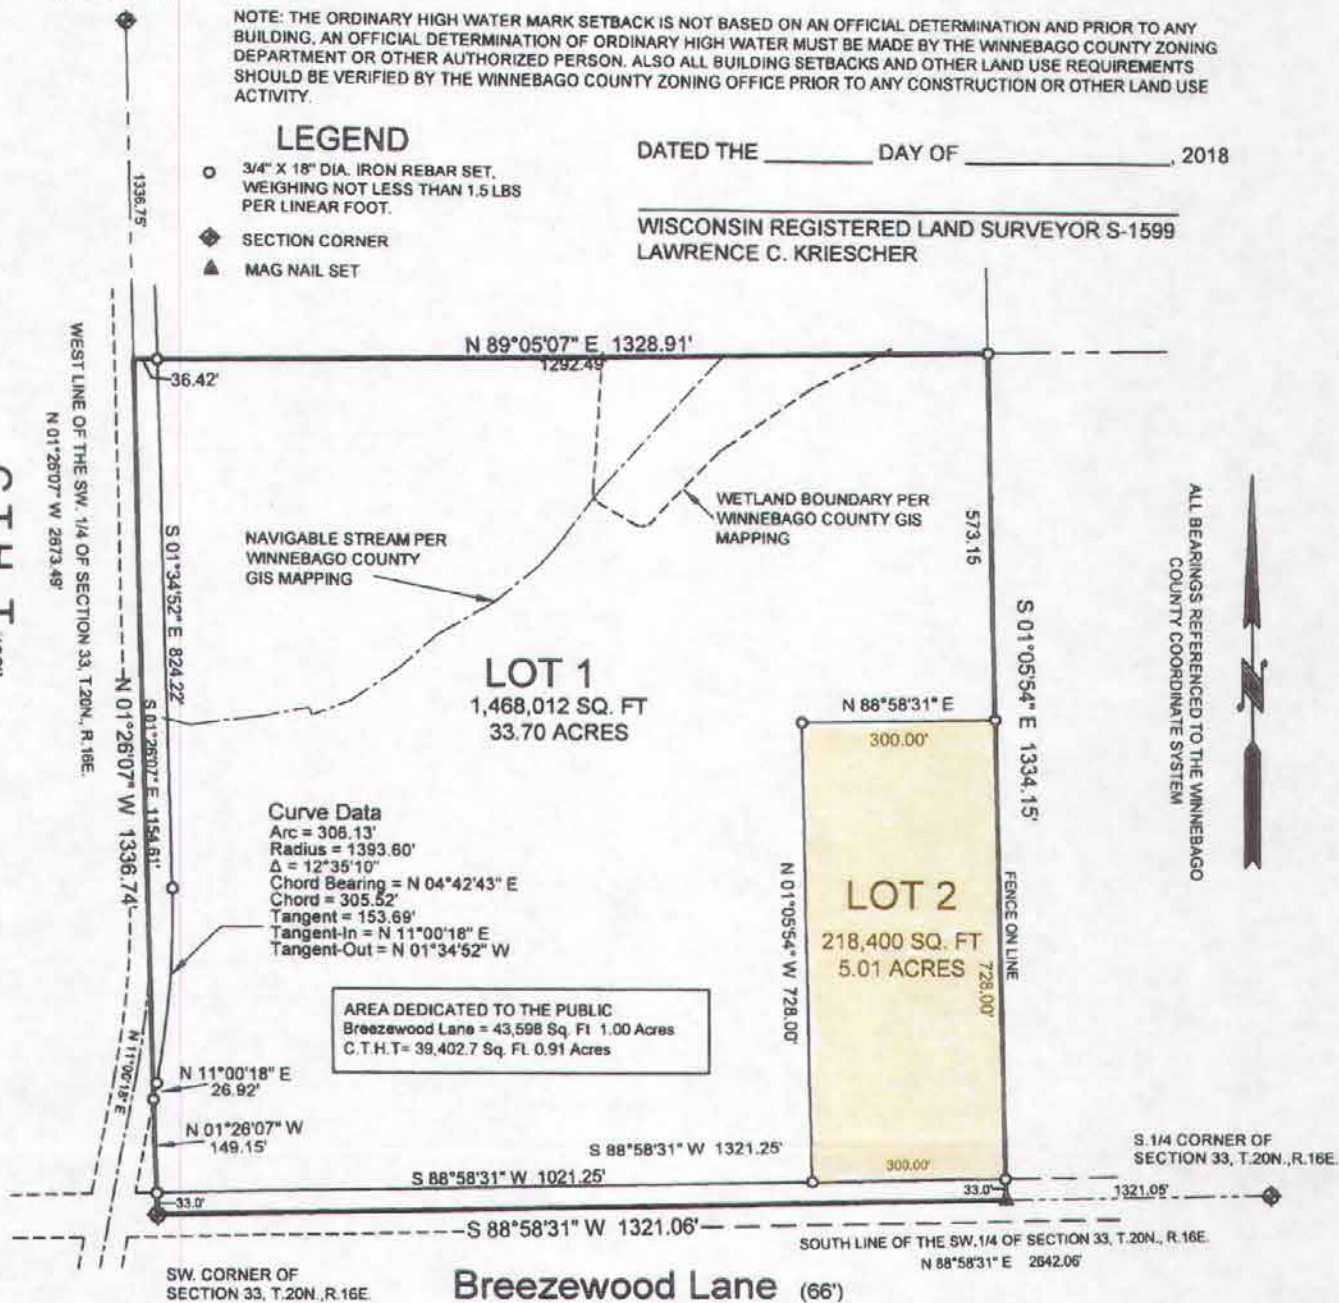 NOTE: THE ORDINARY HIGH WATER MARK SETBACK IS NOT BASED ON AN OFFICIAL DETERMINATION AND PRIOR TO ANY
BUILDING, AN OFFICIAL DETERMINATION OF ORDINARY HIGH WATER MUST BE MADE BY THE WINNEBAGO COUNTY ZONING
DEPARTMENT OR OTHER AUTHORIZED PERSON. ALSO ALL BUILDING SETBACKS AND OTHER LAND USE REQUIREMENTS
SHOULD BE VERIFIED BY THE WINNEBAGO COUNTY ZONING OFFICE PRIOR TO ANY CONSTRUCTION OR OTHER LAND USE
ACTIVITY.
LEGEND
3/4" X 18" DIA. IRON REBAR SET,
WEIGHING NOT LESS THAN 1.5 LBS
PER LINEAR FOOT.
SECTION CORNER
MAG NAIL SET
DATED THE ________ DAY OF ________________, 2018
WISCONSIN REGISTERED LAND SURVEYOR S-1599
LAWRENCE C. KRIESCHER
1336.75'
N 89°05'07" E 1328.91'
1292.49'
36.42'
WEST LINE OF THE SW. 1/4 OF SECTION 33, T.20N., R.16E.
N 01°26'07" W 2673.49'
S 01°34'52" E 824.22'
N 01°26'07" W 1336.74'
S 01°26'07" E 1154.61'
NAVIGABLE STREAM PER
WINNEBAGO COUNTY
GIS MAPPING
WETLAND BOUNDARY PER
WINNEBAGO COUNTY GIS
MAPPING
573.15
S 01°05'54" E 1334.15'
ALL BEARINGS REFERENCED TO THE WINNEBAGO
COUNTY COORDINATE SYSTEM
N
LOT 1
1,468,012 SQ. FT
33.70 ACRES
N 88°58'31" E
300.00'
Curve Data
Arc = 306.13'
Radius = 1393.60'
Δ = 12°35'10"
Chord Bearing = N 04°42'43" E
Chord = 305.52'
Tangent = 153.69'
Tangent-In = N 11°00'18" E
Tangent-Out = N 01°34'52" W
N 01°05'54" W 728.00'
LOT 2
218,400 SQ. FT
5.01 ACRES
728.00'
FENCE ON LINE
AREA DEDICATED TO THE PUBLIC
Breezewood Lane = 43,598 Sq. Ft. 1.00 Acres
C.T.H.T= 39,402.7 Sq. Ft. 0.91 Acres
N 11°00'18" E
N 11°00'18" E
26.92'
N 01°26'07" W
149.15'
S 88°58'31" W 1321.25'
S 88°58'31" W 1021.25'
300.00'
33.0'
33.0'
1321.05'
S.1/4 CORNER OF
SECTION 33, T.20N.,R.16E.
S 88°58'31" W 1321.06'
SOUTH LINE OF THE SW.1/4 OF SECTION 33, T.20N., R.16E.
N 88°58'31" E 2642.06'
SW. CORNER OF
SECTION 33, T.20N.,R.16E.
Breezewood Lane (66')